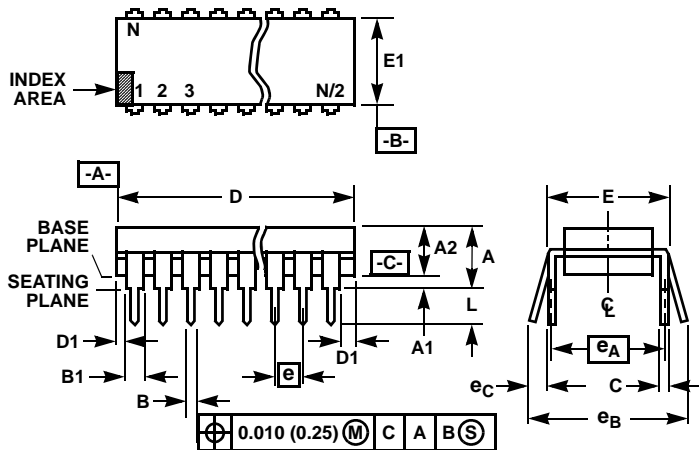 N
E1
INDEX
AREA
1 2 3 N/2
-B-
-A-
D
E
BASE
PLANE
A2
A
-C-
SEATING
PLANE
L
C
L
D1
A1
D1
eA
B1
e
eC
C
B
eB
0.010 (0.25) M C A B S